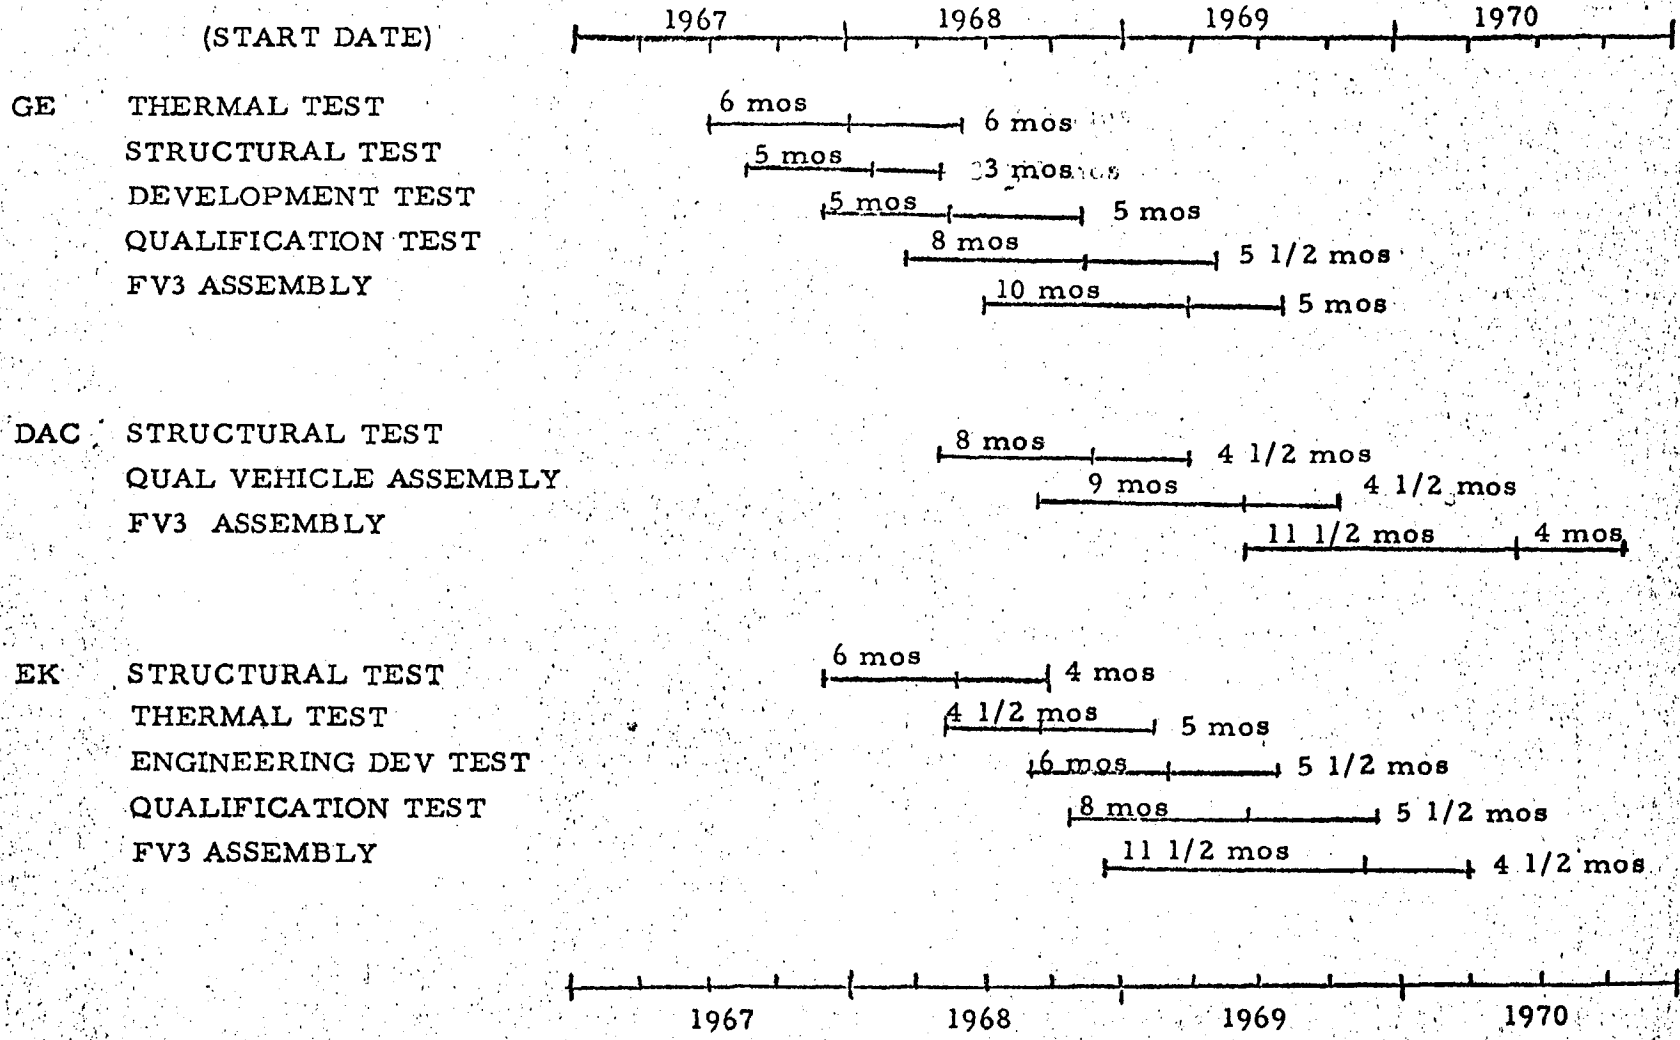 1967 1968 1969 1970
(START DATE)
GE THERMAL TEST 6 mos 6 mos
STRUCTURAL TEST 5 mos 3 mos
DEVELOPMENT TEST 5 mos 5 mos
QUALIFICATION TEST 8 mos 5 1/2 mos
FV3 ASSEMBLY 10 mos 5 mos
DAC STRUCTURAL TEST 8 mos 4 1/2 mos
QUAL VEHICLE ASSEMBLY 9 mos 4 1/2 mos
FV3 ASSEMBLY 11 1/2 mos 4 mos
EK STRUCTURAL TEST 6 mos 4 mos
THERMAL TEST 4 1/2 mos 5 mos
ENGINEERING DEV TEST 6 mos 5 1/2 mos
QUALIFICATION TEST 8 mos 5 1/2 mos
FV3 ASSEMBLY 11 1/2 mos 4 1/2 mos
1967 1968 1969 1970